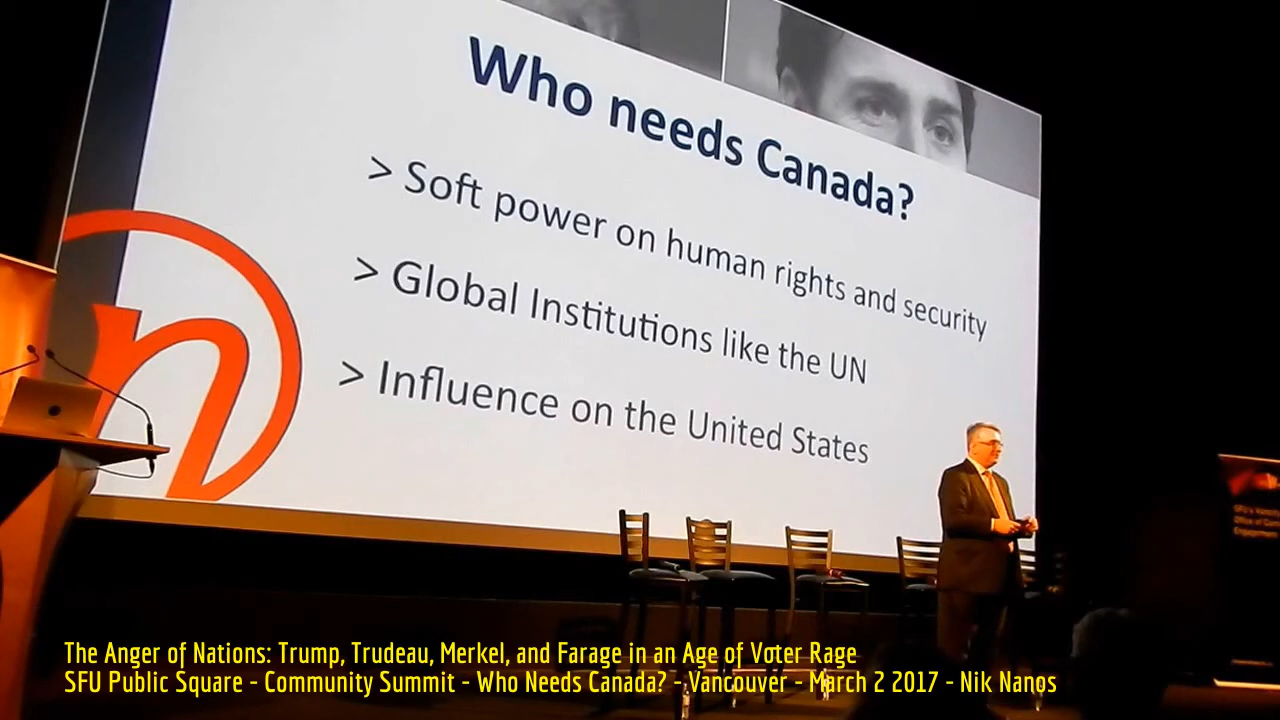 Who needs Canada?
> Soft power on human rights and security
> Global Institutions like the UN
> Influence on the United States
n
The Anger of Nations: Trump, Trudeau, Merkel, and Farage in an Age of Voter Rage
SFU Public Square - Community Summit - Who Needs Canada? - Vancouver - March 2 2017 - Nik Nanos